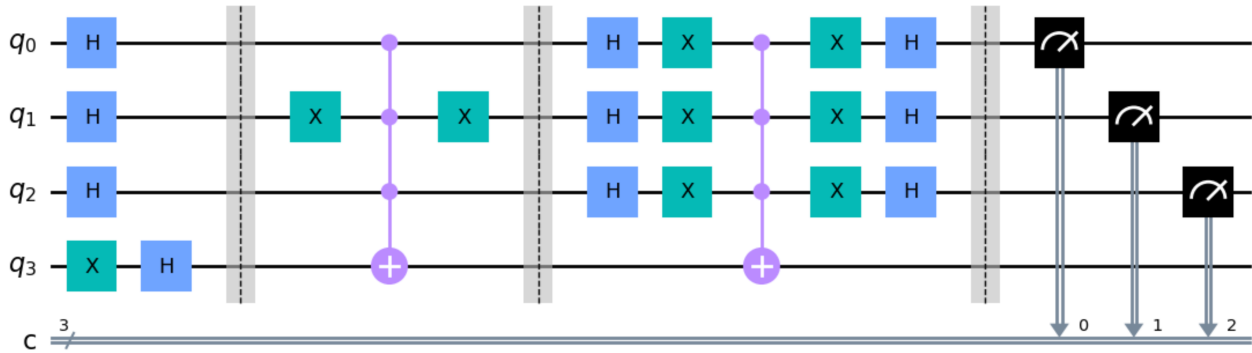 q0 H H X X H
q1 H X X H X X H
q2 H H X X H
q3 X H
c 3 0 1 2